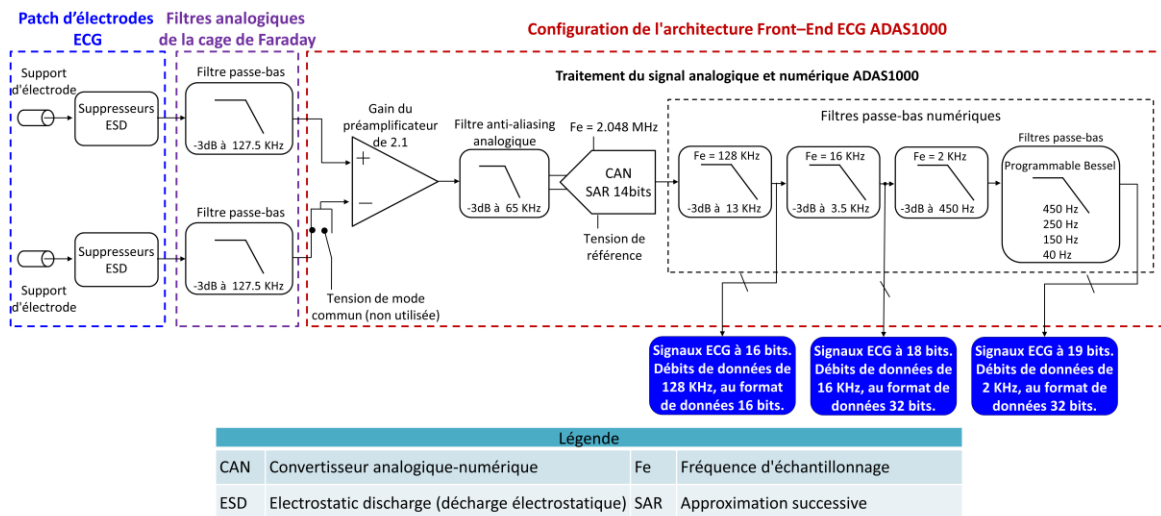 Patch d'électrodes
ECG
Filtres analogiques
de la cage de Faraday
Configuration de l'architecture Front–End ECG ADAS1000
Support
d'électrode
Suppresseurs
ESD
Filtre passe-bas
-3dB à 127.5 KHz
Traitement du signal analogique et numérique ADAS1000
Gain du
préamplificateur
de 2.1
+
−
Filtre anti-aliasing
analogique
-3dB à 65 KHz
Fe = 2.048 MHz
CAN
SAR 14bits
Tension de
référence
Filtres passe-bas numériques
Fe = 128 KHz
-3dB à 13 KHz
Fe = 16 KHz
-3dB à 3.5 KHz
Fe = 2 KHz
-3dB à 450 Hz
Filtres passe-bas
Programmable Bessel
450 Hz
250 Hz
150 Hz
40 Hz
Suppresseurs
ESD
Support
d'électrode
Filtre passe-bas
-3dB à 127.5 KHz
Tension de mode
commun (non utilisée)
Signaux ECG à 16 bits.
Débits de données de
128 KHz, au format
de données 16 bits.
Signaux ECG à 18 bits.
Débits de données de
16 KHz, au format de
données 32 bits.
Signaux ECG à 19 bits.
Débits de données de
2 KHz, au format de
données 32 bits.
Légende
CAN Convertisseur analogique-numérique Fe Fréquence d'échantillonnage
ESD Electrostatic discharge (décharge électrostatique) SAR Approximation successive